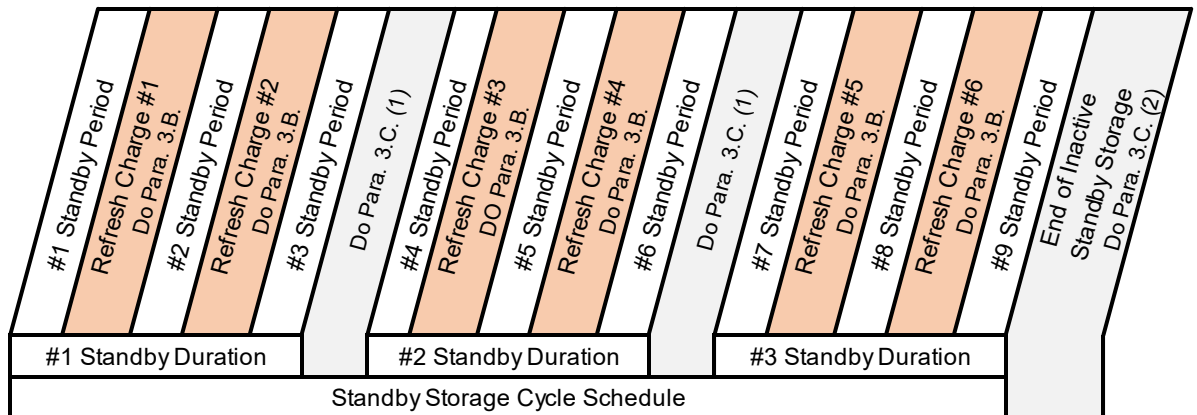 #1 Standby Period
Refresh Charge #1
Do Para. 3.B.
#2 Standby Period
Refresh Charge #2
Do Para. 3.B.
#3 Standby Period
Do Para. 3.C. (1)
#4 Standby Period
Refresh Charge #3
DO Para. 3.B.
#5 Standby Period
Refresh Charge #4
Do Para. 3.B.
#6 Standby Period
Do Para. 3.C. (1)
#7 Standby Period
Refresh Charge #5
Do Para. 3.B.
#8 Standby Period
Refresh Charge #6
Do Para. 3.B.
#9 Standby Period
End of Inactive
Standby Storage
Do Para. 3.C. (2)
#1 Standby Duration
#2 Standby Duration
#3 Standby Duration
Standby Storage Cycle Schedule